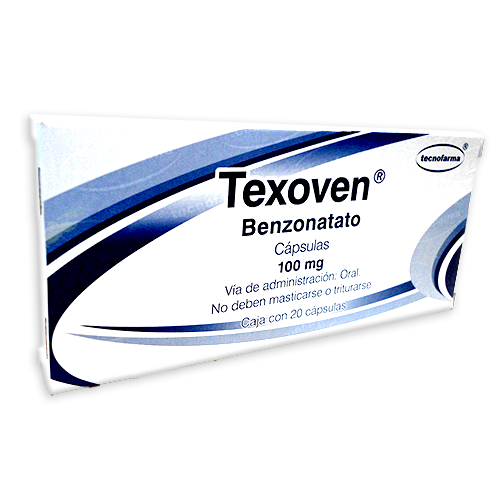 tecnofarma®
Texoven®
Benzonatato
Cápsulas
100 mg
Vía de administración: Oral.
No deben masticarse o triturarse
Caja con 20 cápsulas